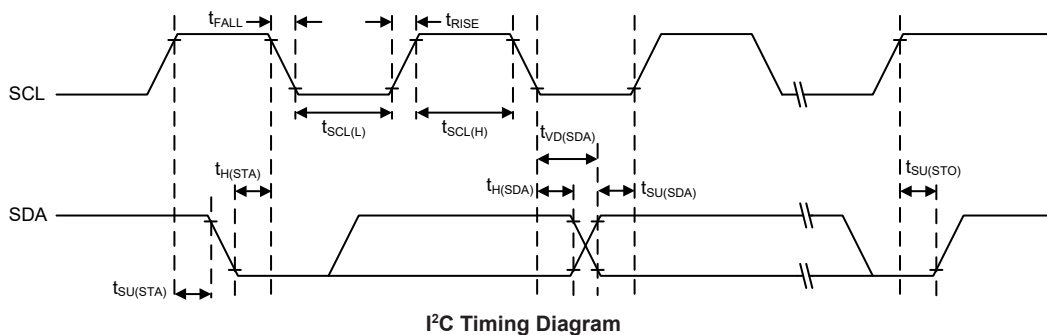 tFALL tRISE
SCL
tSCL(L) tSCL(H) tVD(SDA)
tH(STA) tH(SDA) tSU(SDA) tSU(STO)
SDA
tSU(STA)
I²C Timing Diagram